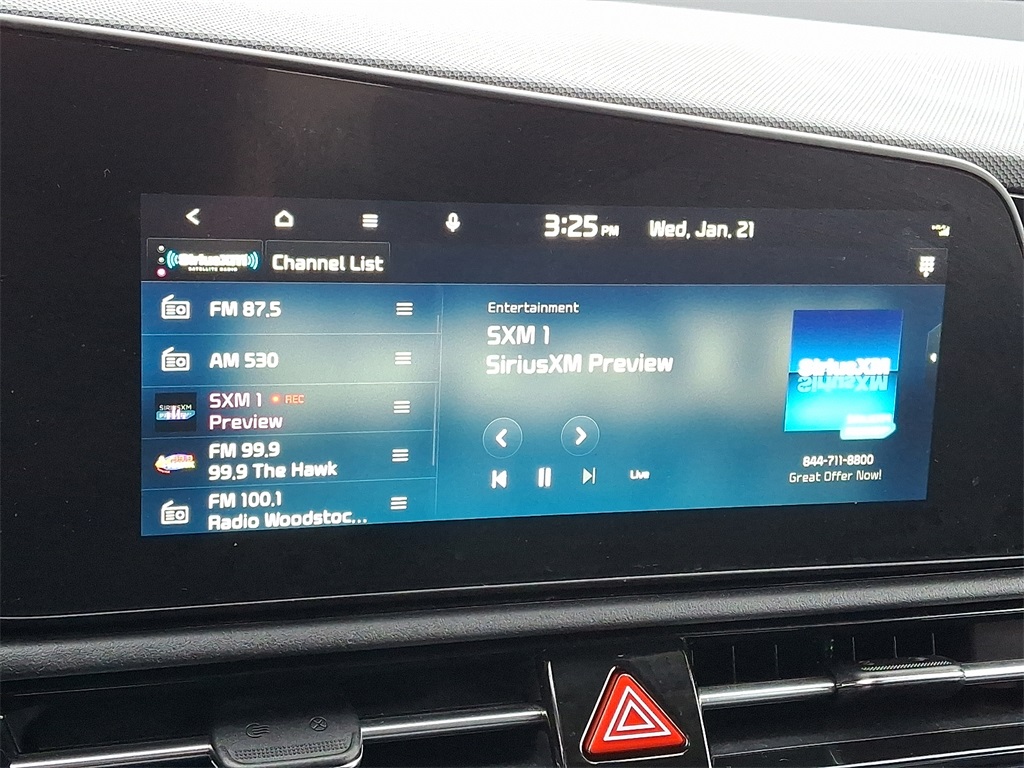 3:25 PM Wed, Jan. 21
SiriusXM
SATELLITE RADIO
Channel List
FM 87.5
AM 530
SXM 1 REC
Preview
FM 99.9
99.9 The Hawk
FM 100.1
Radio Woodstoc...
Entertainment
SXM 1
SiriusXM Preview
Live
SiriusXM
844-711-8800
Great Offer Now!